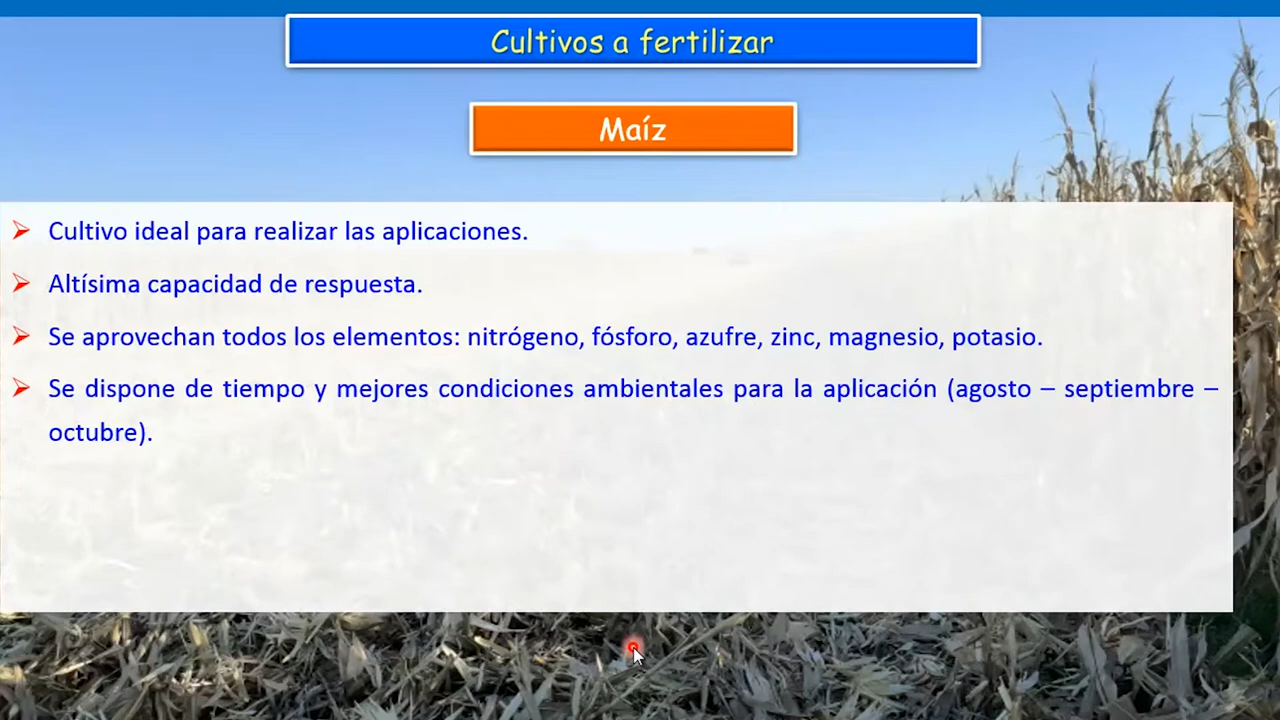 Cultivos a fertilizar
Maíz
Cultivo ideal para realizar las aplicaciones.
Altísima capacidad de respuesta.
Se aprovechan todos los elementos: nitrógeno, fósforo, azufre, zinc, magnesio, potasio.
Se dispone de tiempo y mejores condiciones ambientales para la aplicación (agosto – septiembre –
octubre).